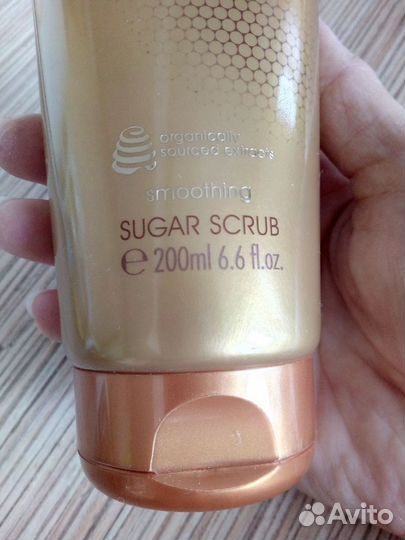 organically
sourced extracts
smoothing
SUGAR SCRUB
e 200ml 6.6 fl.oz.
Avito